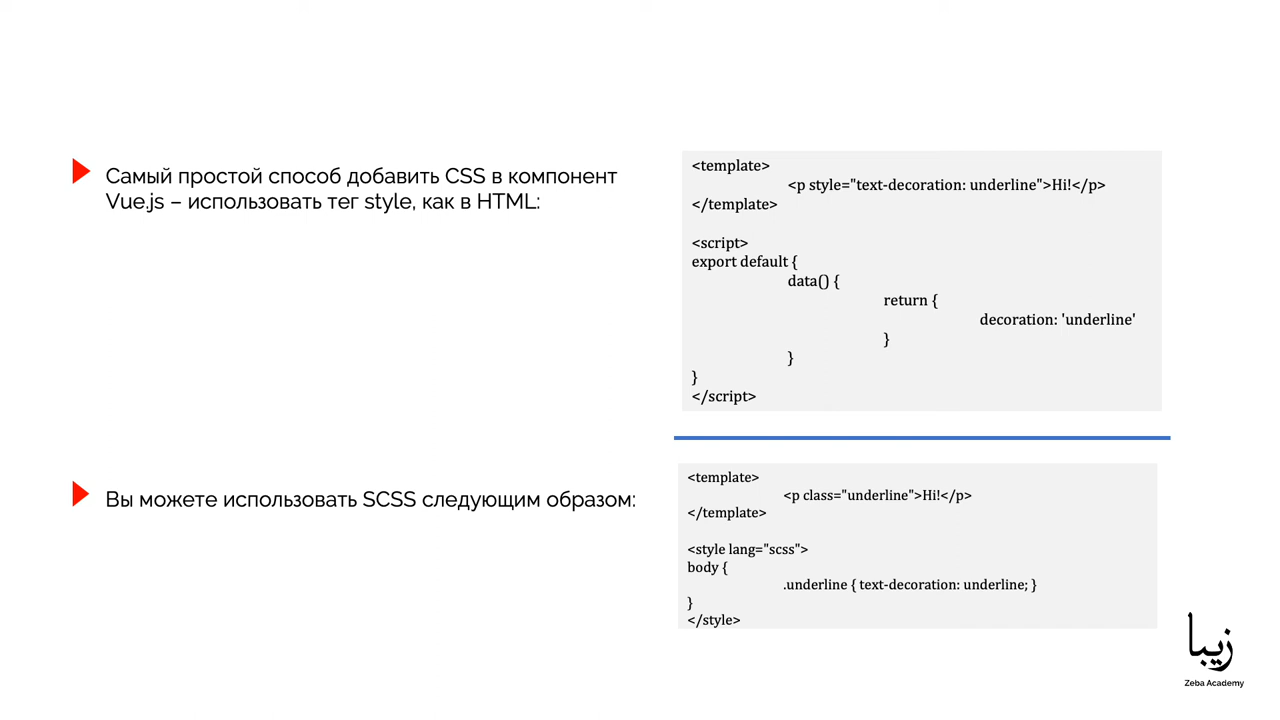 Самый простой способ добавить CSS в компонент
Vue.js – использовать тег style, как в HTML:
<template>
<p style="text-decoration: underline">Hi!</p>
</template>
<script>
export default {
data() {
return {
decoration: 'underline'
}
}
}
</script>
Вы можете использовать SCSS следующим образом:
<template>
<p class="underline">Hi!</p>
</template>
<style lang="scss">
body {
.underline { text-decoration: underline; }
}
</style>
زیبا
Zeba Academy